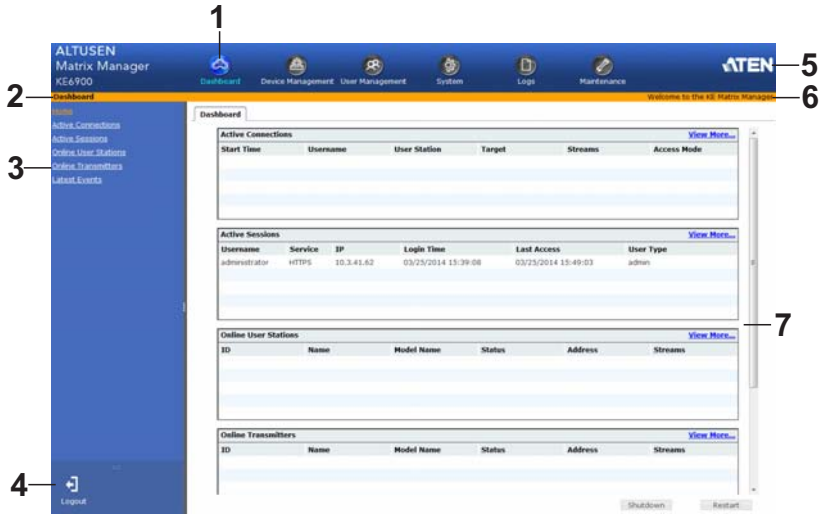 1
ALTUSEN
Matrix Manager
KE6900
Dashboard Device Management User Management System Logs Maintenance
ATEN
5
2
Dashboard
Welcome to the KE Matrix Manager
6
Home
Active Connections
Active Sessions
Online User Stations
3
Online Transmitters
Latest Events
Dashboard
Active Connections View More...
Start Time Username User Station Target Streams Access Mode
Active Sessions View More...
Username Service IP Login Time Last Access User Type
administrator HTTPS 10.3.41.62 03/25/2014 15:39:08 03/25/2014 15:49:03 admin
7
Online User Stations View More...
ID Name Model Name Status Address Streams
Online Transmitters View More...
ID Name Model Name Status Address Streams
4
Logout
Shutdown Restart